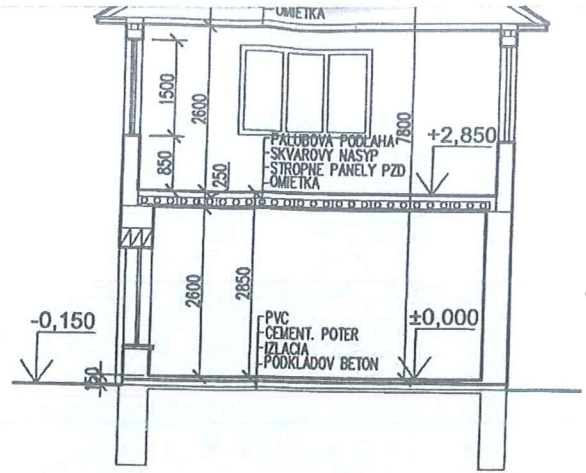 OMIETKA
1500
2600
7800
PALUBOVA PODLAHA
SKVAROVY NASYP
STROPNE PANELY PZD
OMIETKA
+2,850
850
250
2600
2850
-0,150
PVC
CEMENT. POTER
IZLACIA
PODKLADOV BETON
±0,000
150